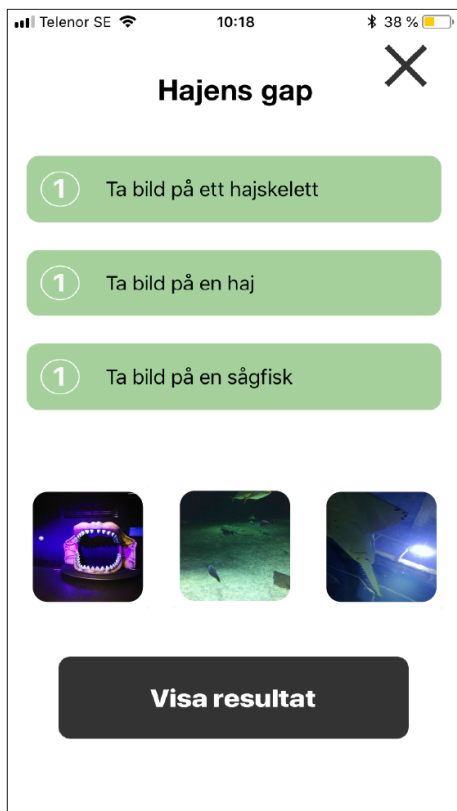 Telenor SE 10:18 38 %
Hajens gap
1 Ta bild på ett hajskelett
1 Ta bild på en haj
1 Ta bild på en sågfisk
Visa resultat